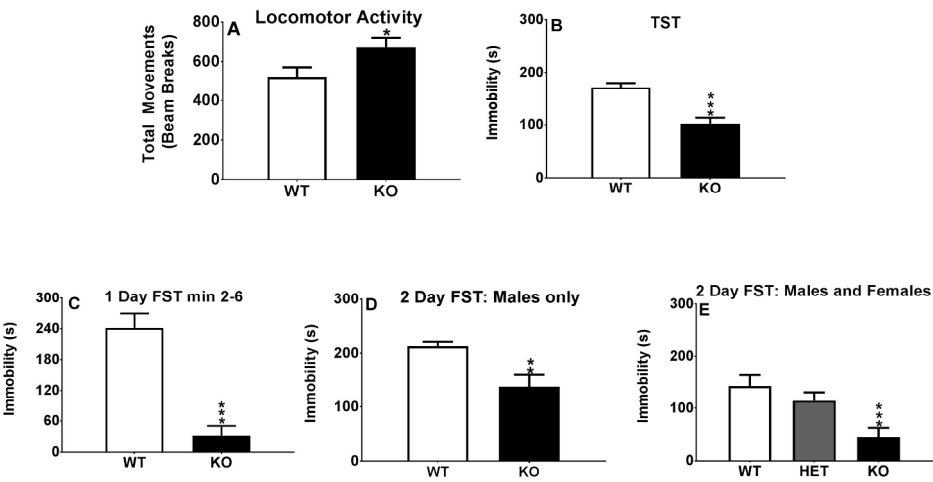 A
Locomotor Activity
Total Movements
(Beam Breaks)
800
600
400
200
0
*
WT
KO
B
TST
Immobility (s)
300
200
100
0
***
WT
KO
C
1 Day FST min 2-6
Immobility (s)
300
240
180
120
60
0
***
WT
KO
D
2 Day FST: Males only
Immobility (s)
300
200
100
0
**
WT
KO
2 Day FST: Males and Females
E
Immobility (s)
300
200
100
0
***
WT
HET
KO